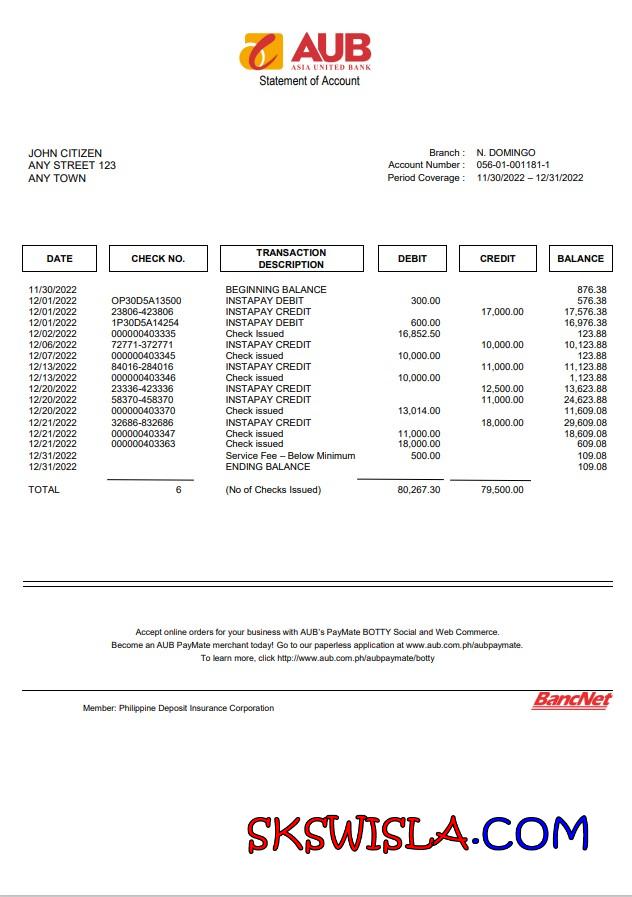 AUB
ASIA UNITED BANK
Statement of Account
JOHN CITIZEN
ANY STREET 123
ANY TOWN
Branch : N. DOMINGO
Account Number : 056-01-001181-1
Period Coverage : 11/30/2022 – 12/31/2022
DATE CHECK NO. TRANSACTION DESCRIPTION DEBIT CREDIT BALANCE
11/30/2022 BEGINNING BALANCE 876.38
12/01/2022 OP30D5A13500 INSTAPAY DEBIT 300.00 576.38
12/01/2022 23806-423806 INSTAPAY CREDIT 17,000.00 17,576.38
12/01/2022 1P30D5A14254 INSTAPAY DEBIT 600.00 16,976.38
12/02/2022 000000403335 Check Issued 16,852.50 123.88
12/06/2022 72771-372771 INSTAPAY CREDIT 10,000.00 10,123.88
12/07/2022 000000403345 Check issued 10,000.00 123.88
12/13/2022 84016-284016 INSTAPAY CREDIT 11,000.00 11,123.88
12/13/2022 000000403346 Check issued 10,000.00 1,123.88
12/20/2022 23336-423336 INSTAPAY CREDIT 12,500.00 13,623.88
12/20/2022 58370-458370 INSTAPAY CREDIT 11,000.00 24,623.88
12/20/2022 000000403370 Check issued 13,014.00 11,609.08
12/21/2022 32686-832686 INSTAPAY CREDIT 18,000.00 29,609.08
12/21/2022 000000403347 Check issued 11,000.00 18,609.08
12/21/2022 000000403363 Check issued 18,000.00 609.08
12/31/2022 Service Fee – Below Minimum 500.00 109.08
12/31/2022 ENDING BALANCE 109.08
TOTAL 6 (No of Checks Issued) 80,267.30 79,500.00
Accept online orders for your business with AUB's PayMate BOTTY Social and Web Commerce.
Become an AUB PayMate merchant today! Go to our paperless application at www.aub.com.ph/aubpaymate.
To learn more, click http://www.aub.com.ph/aubpaymate/botty
Member: Philippine Deposit Insurance Corporation
BancNet
SKSWISLA.COM